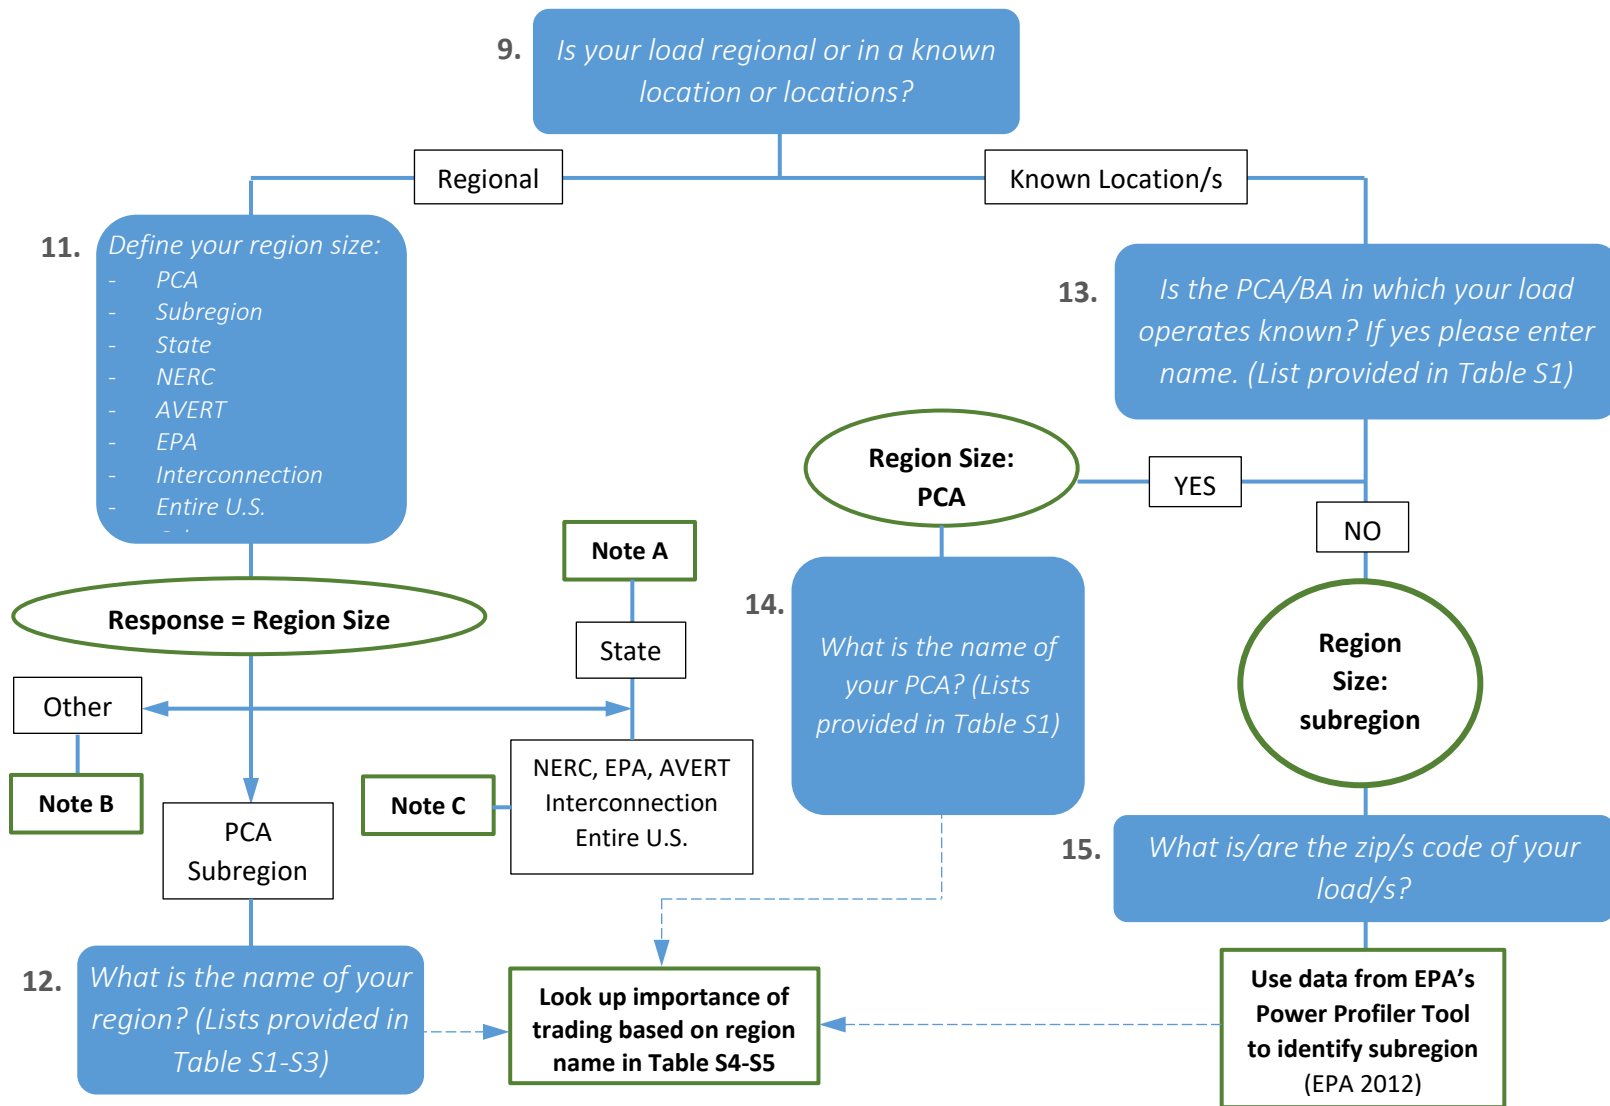 9.
Is your load regional or in a known
location or locations?
Regional
Known Location/s
11.
Define your region size:
- PCA
- Subregion
- State
- NERC
- AVERT
- EPA
- Interconnection
- Entire U.S.
13.
Is the PCA/BA in which your load
operates known? If yes please enter
name. (List provided in Table S1)
Region Size:
PCA
YES
NO
Note A
Response = Region Size
State
14.
What is the name of
your PCA? (Lists
provided in Table S1)
Region
Size:
subregion
Other
Note B
Note C
NERC, EPA, AVERT
Interconnection
Entire U.S.
PCA
Subregion
15.
What is/are the zip/s code of your
load/s?
12.
What is the name of your
region? (Lists provided in
Table S1-S3)
Look up importance of
trading based on region
name in Table S4-S5
Use data from EPA’s
Power Profiler Tool
to identify subregion
(EPA 2012)